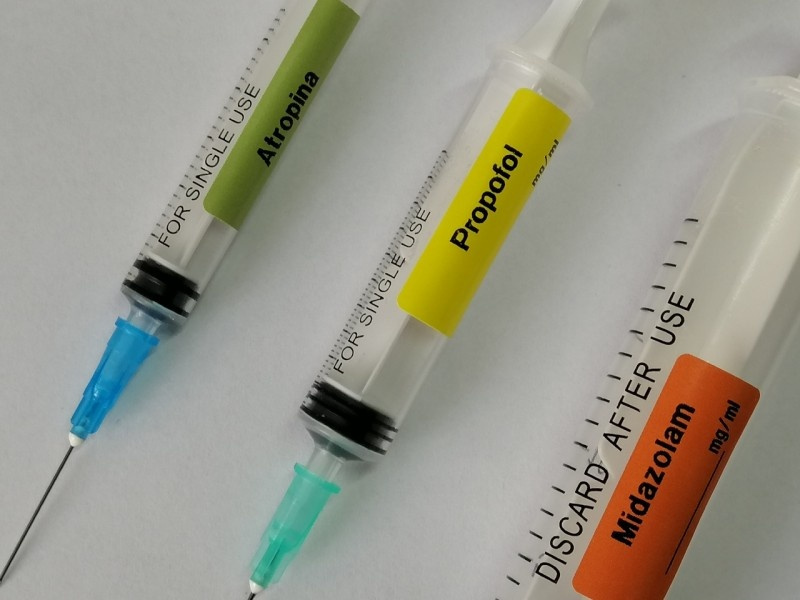 FOR SINGLE USE
Atropina
FOR SINGLE USE
Propofol
mg/ml
DISCARD AFTER USE
Midazolam
mg/ml